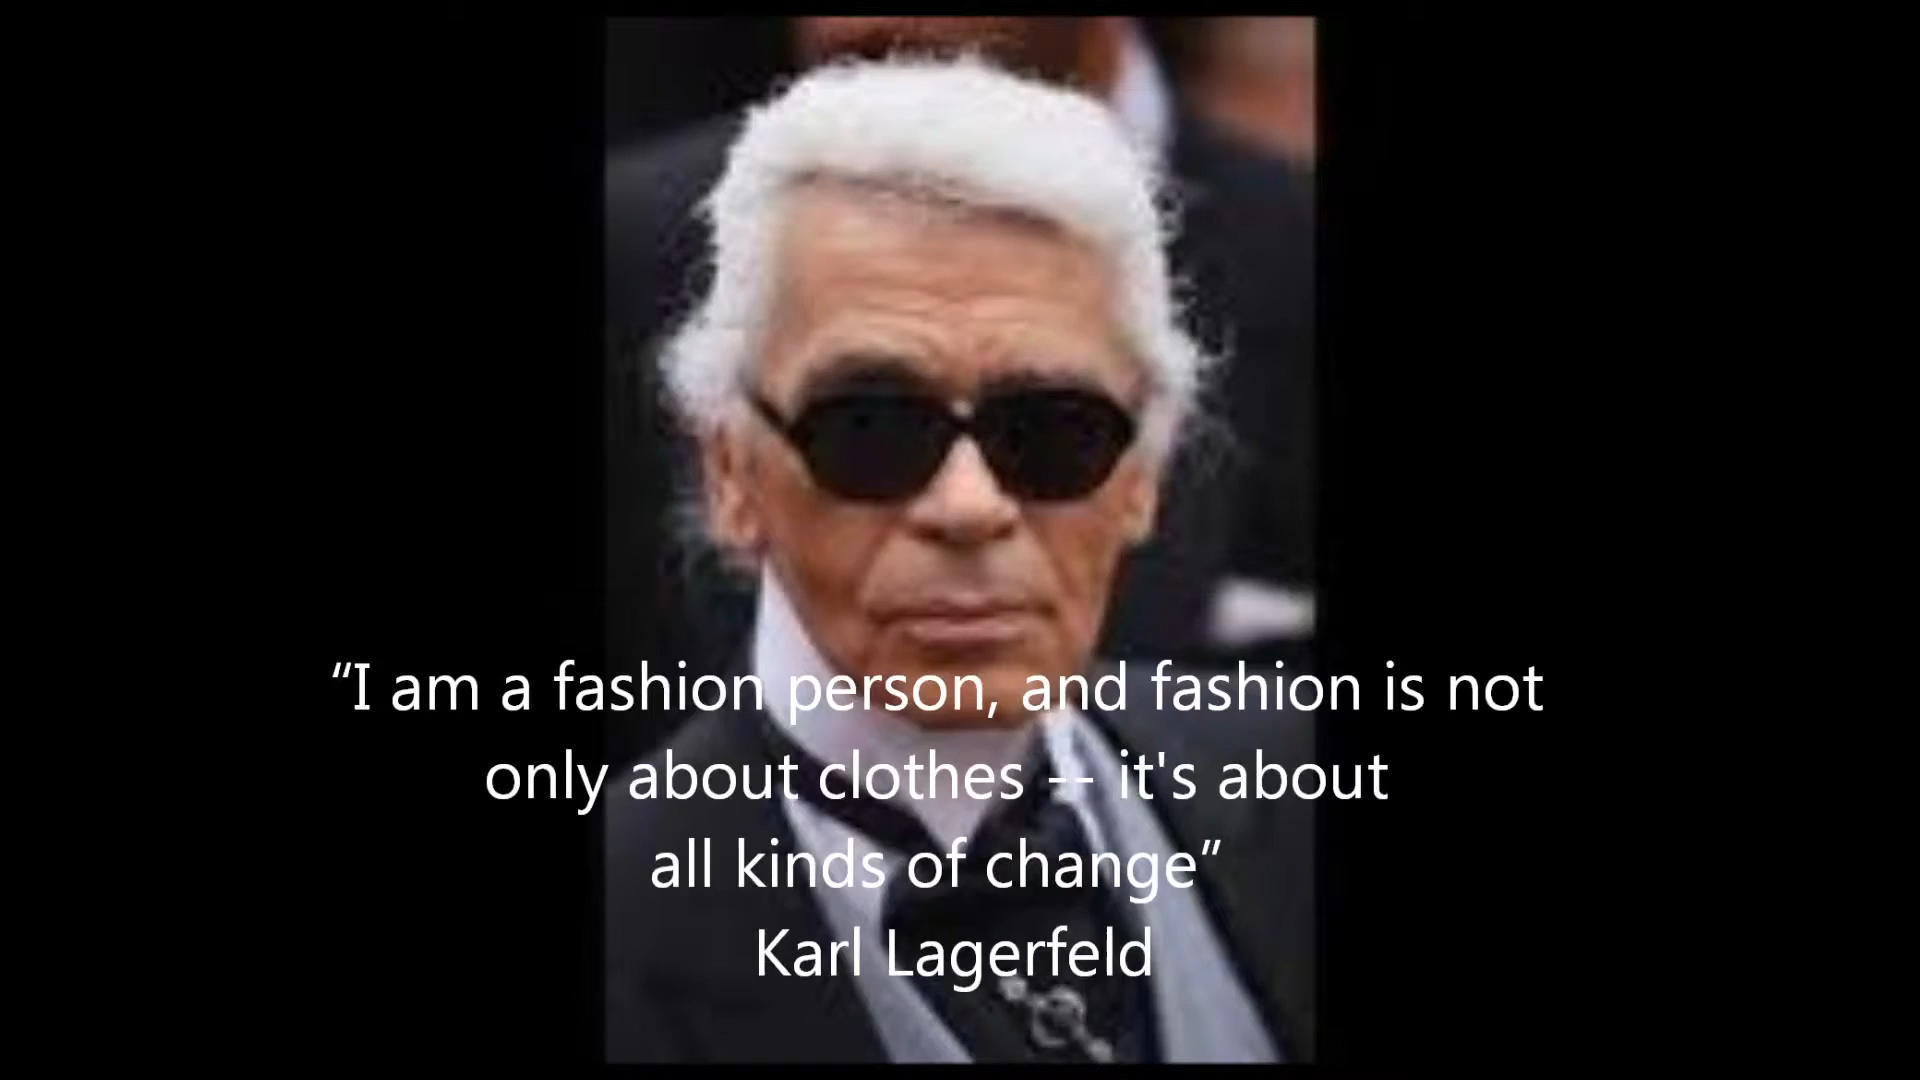 “I am a fashion person, and fashion is not
only about clothes -- it's about
all kinds of change”
Karl Lagerfeld